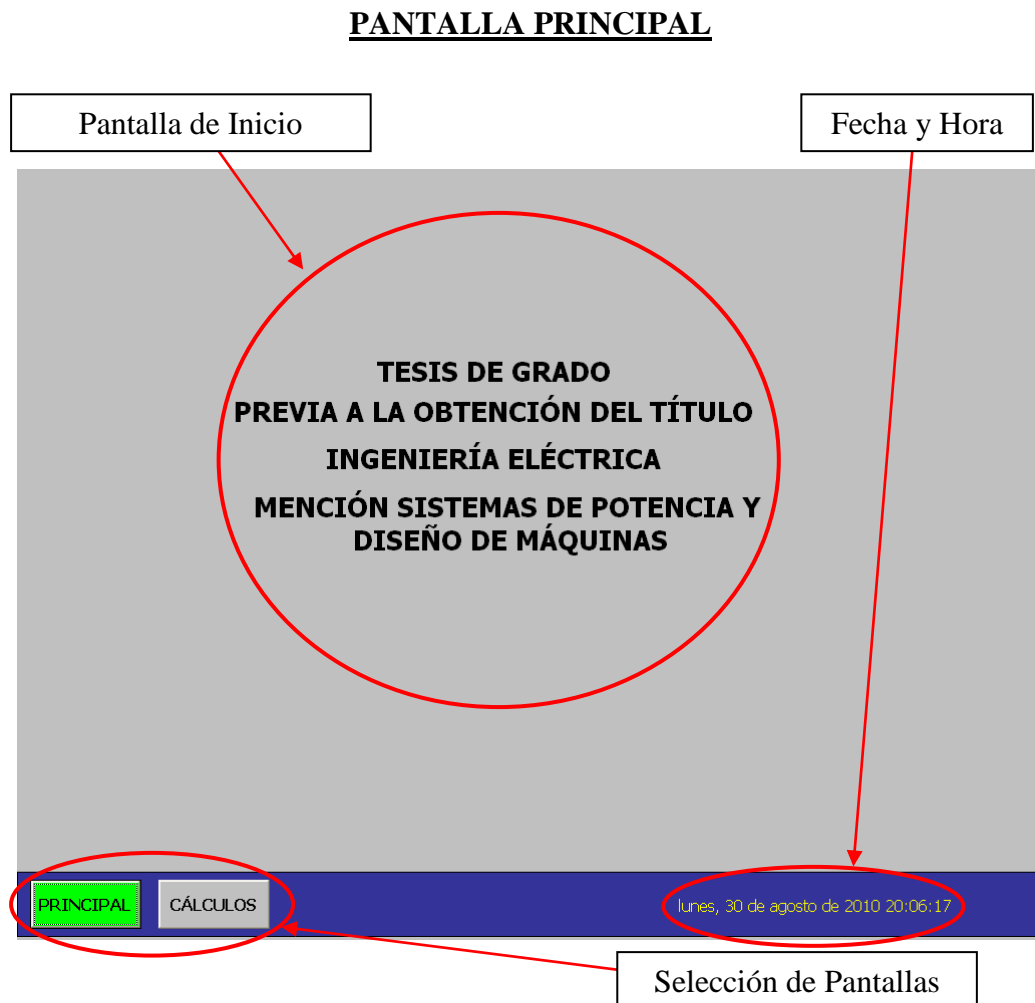 PANTALLA PRINCIPAL
Pantalla de Inicio
Fecha y Hora
TESIS DE GRADO
PREVIA A LA OBTENCIÓN DEL TÍTULO
INGENIERÍA ELÉCTRICA
MENCIÓN SISTEMAS DE POTENCIA Y
DISEÑO DE MÁQUINAS
PRINCIPAL
CÁLCULOS
lunes, 30 de agosto de 2010 20:06:17
Selección de Pantallas